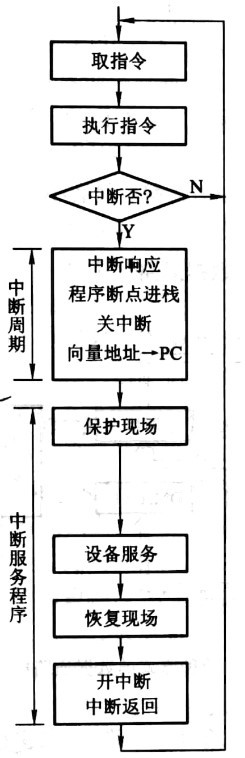 取指令
执行指令
中断否?
N
Y
中断周期
中断响应
程序断点进栈
关中断
向量地址→PC
中断服务程序
保护现场
设备服务
恢复现场
开中断
中断返回